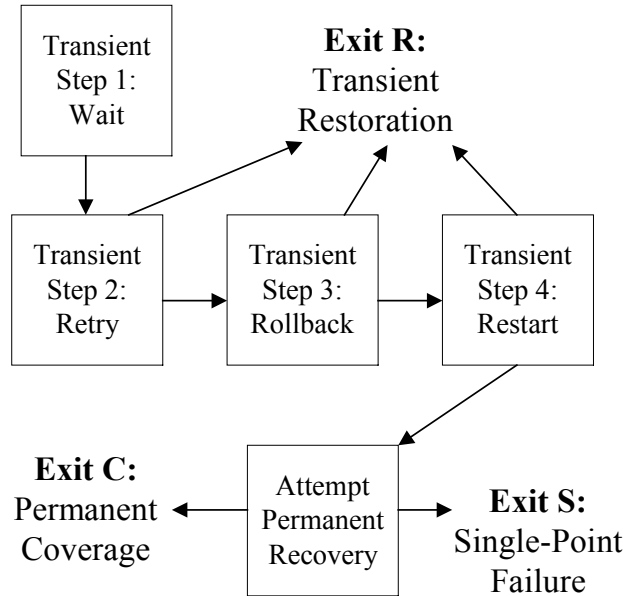 Transient
Step 1:
Wait
Exit R:
Transient
Restoration
Transient
Step 2:
Retry
Transient
Step 3:
Rollback
Transient
Step 4:
Restart
Exit C:
Permanent
Coverage
Attempt
Permanent
Recovery
Exit S:
Single-Point
Failure